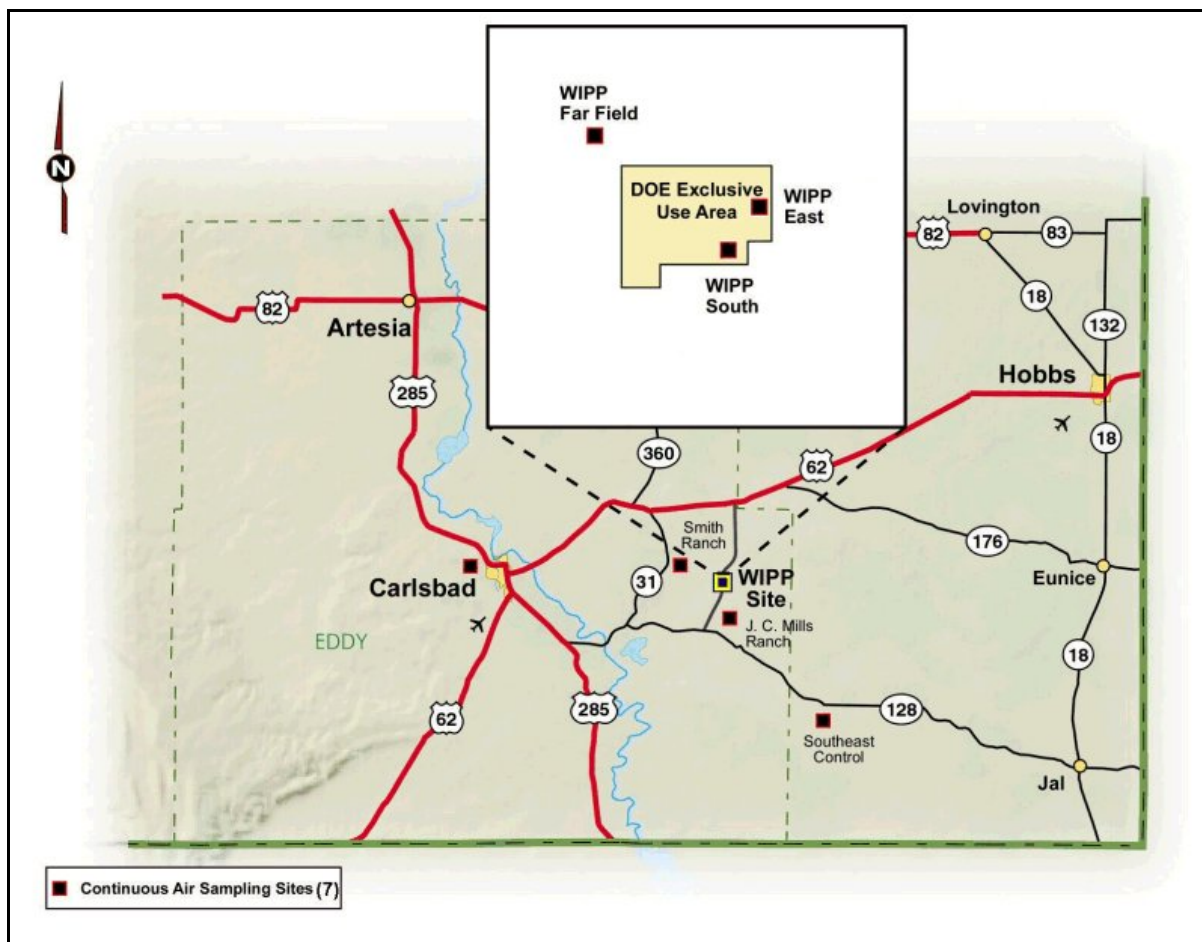 N
WIPP
Far Field
DOE Exclusive
Use Area
WIPP
East
WIPP
South
Lovington
82
83
18
132
82
Artesia
285
Hobbs
18
360
62
Smith
Ranch
176
Carlsbad
31
WIPP
Site
Eunice
J. C. Mills
Ranch
EDDY
18
62
285
128
Southeast
Control
Jal
Continuous Air Sampling Sites (7)